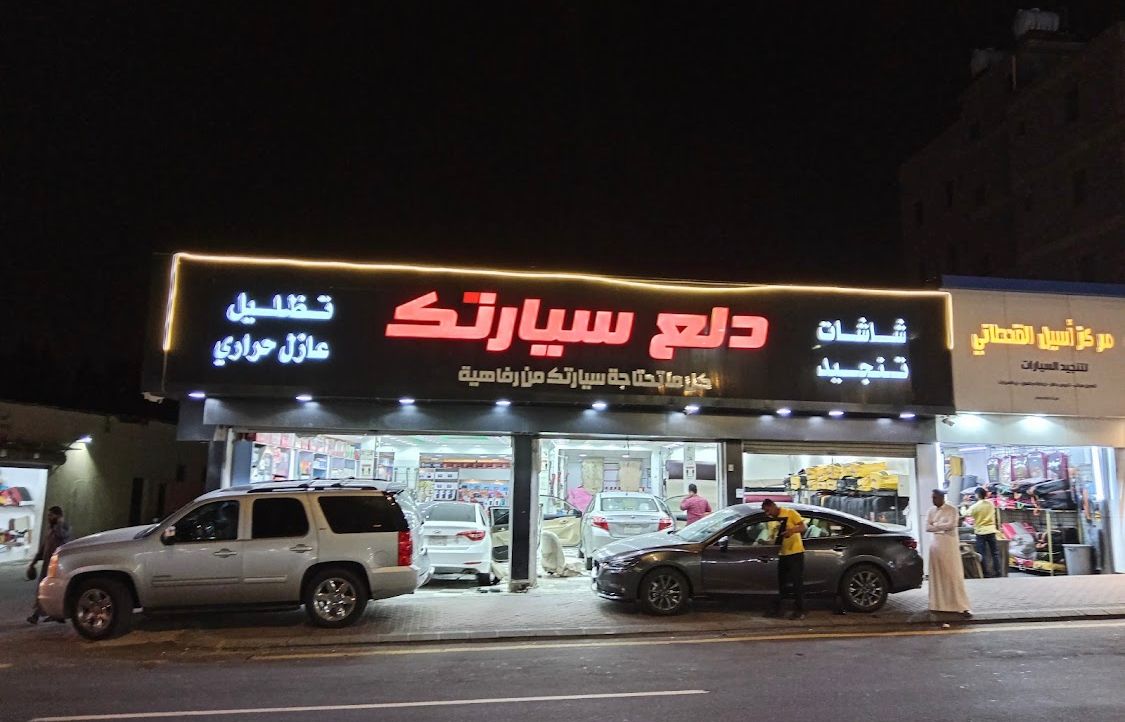 دلع سيارتك
كل ما تحتاجة سيارتك من رفاهية
شاشات
تنجيد
تظليل
عازل حراري
مركز أسيل القحطاني
لتنجيد السيارات